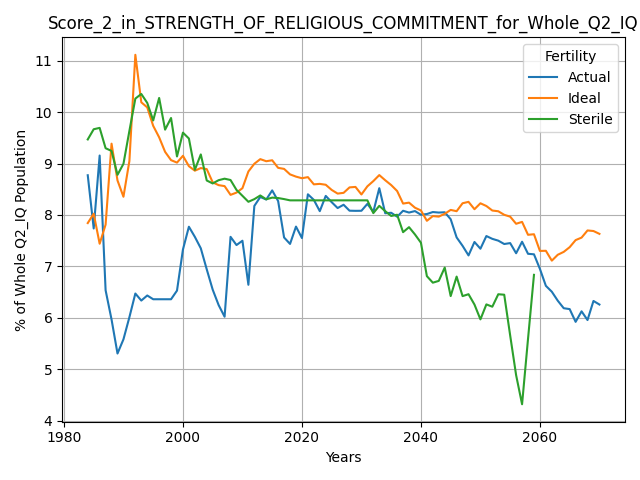 Score_2_in_STRENGTH_OF_RELIGIOUS_COMMITMENT_for_Whole_Q2_IQ
Fertility
Actual
Ideal
Sterile
% of Whole Q2_IQ Population
11
10
9
8
7
6
5
4
1980 2000 2020 2040 2060
Years